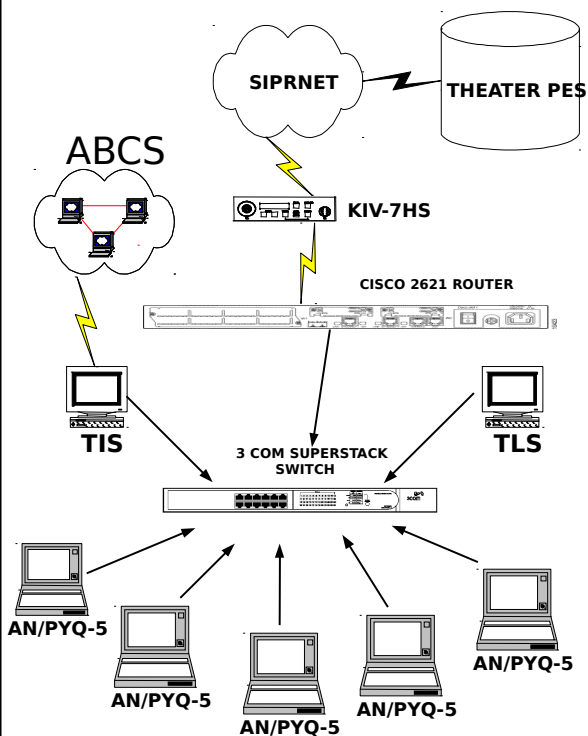 SIPRNET
THEATER PES
ABCS
KIV-7HS
CISCO 2621 ROUTER
TIS
TLS
3 COM SUPERSTACK
SWITCH
3com
AN/PYQ-5
AN/PYQ-5
AN/PYQ-5
AN/PYQ-5
AN/PYQ-5